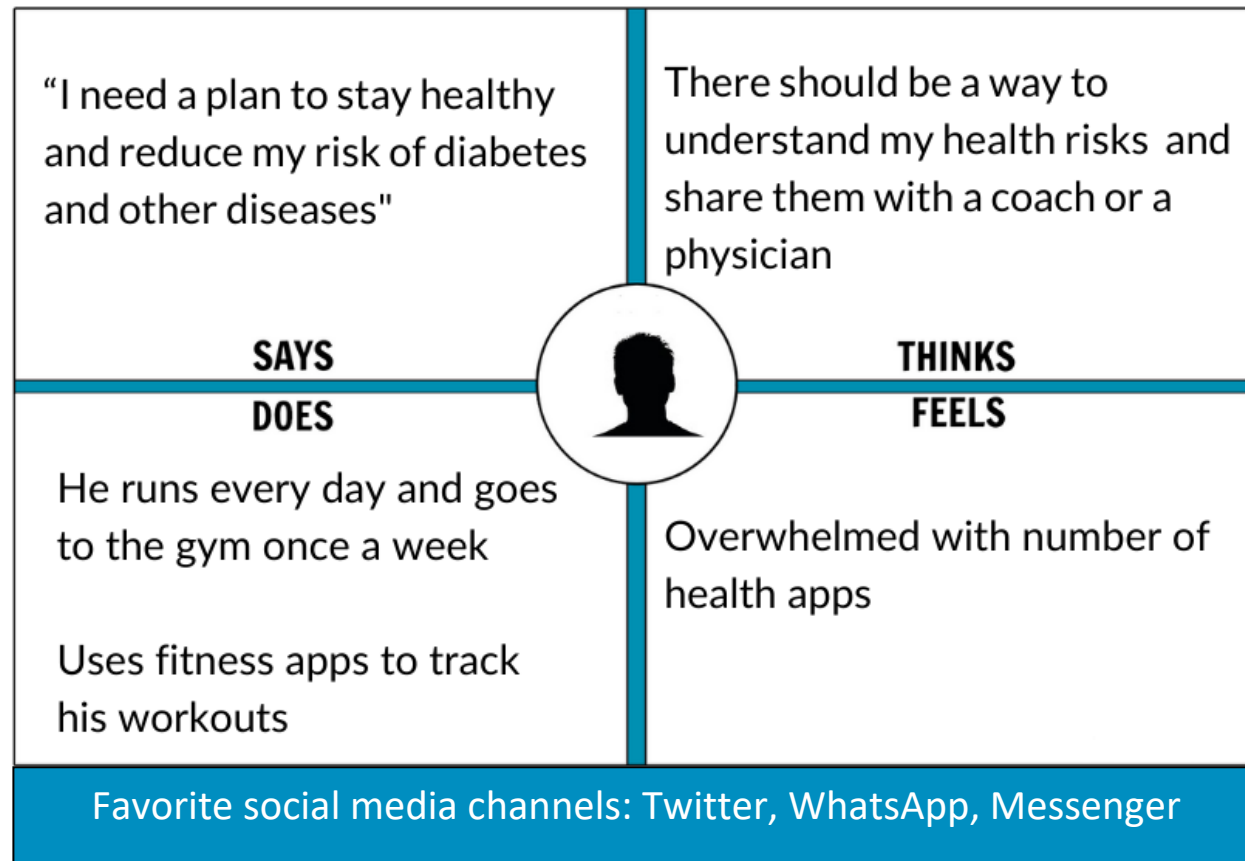 “I need a plan to stay healthy
and reduce my risk of diabetes
and other diseases"
SAYS
There should be a way to
understand my health risks and
share them with a coach or a
physician
THINKS
DOES
He runs every day and goes
to the gym once a week
Uses fitness apps to track
his workouts
FEELS
Overwhelmed with number of
health apps
Favorite social media channels: Twitter, WhatsApp, Messenger